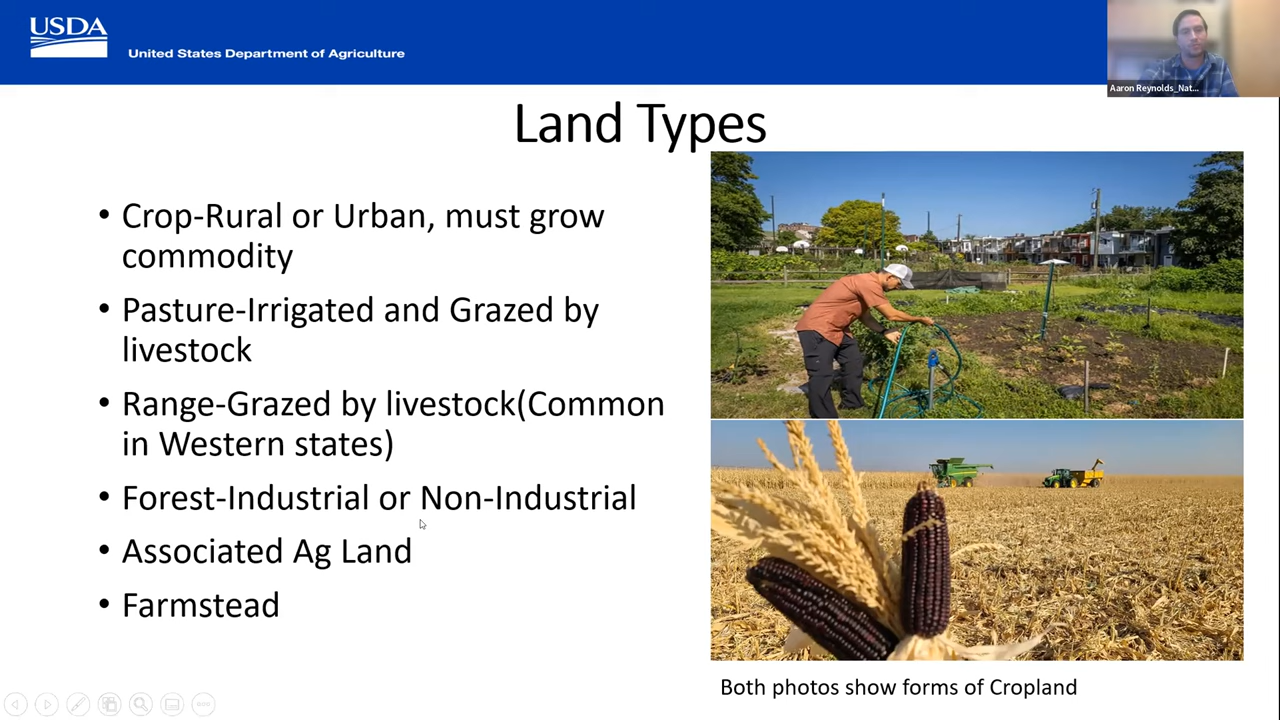 USDA
United States Department of Agriculture
Aaron Reynolds_Nat...
Land Types
• Crop-Rural or Urban, must grow
commodity
• Pasture-Irrigated and Grazed by
livestock
• Range-Grazed by livestock(Common
in Western states)
• Forest-Industrial or Non-Industrial
• Associated Ag Land
• Farmstead
Both photos show forms of Cropland